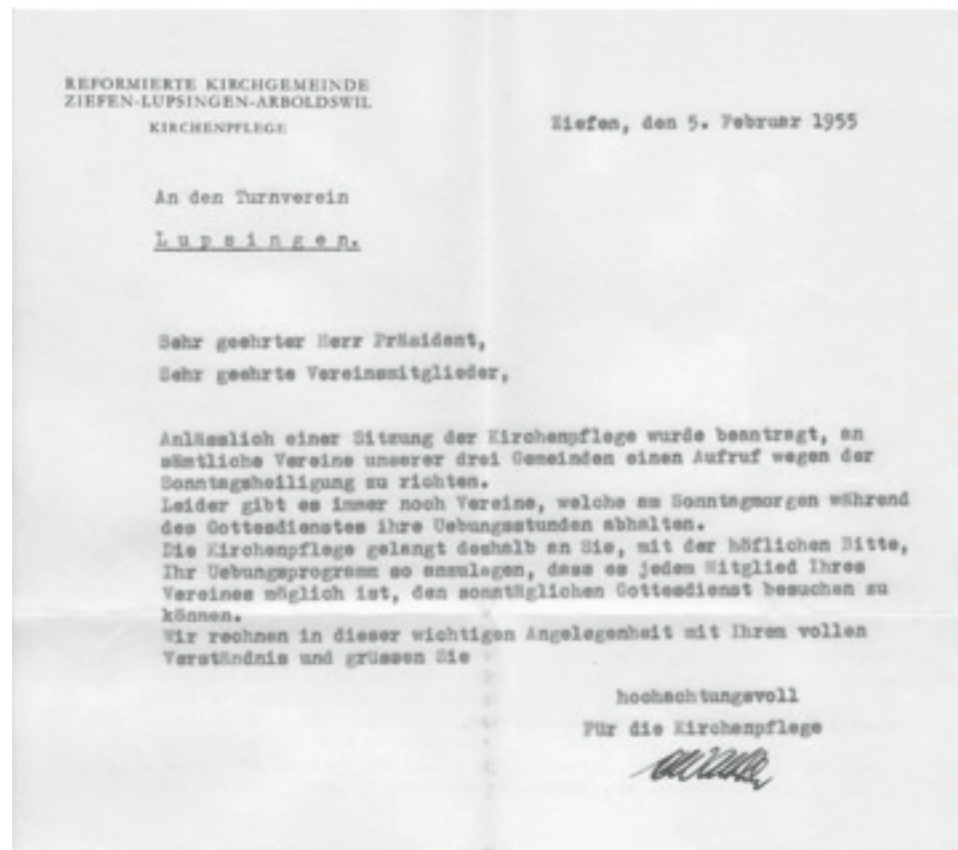 REFORMIERTE KIRCHGEMEINDE
ZIEFEN-LUPSINGEN-ARBOLDSWIL
KIRCHENPFLEGE
Ziefen, den 5. Februar 1955
An den Turnverein
Lupsingen.
Sehr geehrter Herr Präsident,
Sehr geehrte Vereinsmitglieder,
Anlässlich einer Sitzung der Kirchenpflege wurde beantragt, an
sämtliche Vereine unserer drei Gemeinden einen Aufruf wegen der
Sonntagsheiligung zu richten.
Leider gibt es immer noch Vereine, welche am Sonntagmorgen während
des Gottesdienstes ihre Uebungsstunden abhalten.
Die Kirchenpflege gelangt deshalb an Sie, mit der höflichen Bitte,
Ihr Uebungsprogramm so anzulegen, dass es jedem Mitglied Ihres
Vereines möglich ist, den sonntäglichen Gottesdienst besuchen zu
können.
Wir rechnen in dieser wichtigen Angelegenheit mit Ihrem vollen
Verständnis und grüssen Sie
hochachtungsvoll
Für die Kirchenpflege